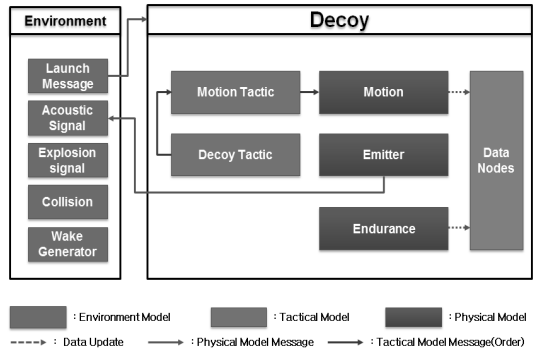 Environment
Decoy
Launch
Message
Acoustic
Signal
Explosion
signal
Collision
Wake
Generator
Motion Tactic
Motion
Decoy Tactic
Emitter
Endurance
Data
Nodes
: Environment Model
: Tactical Model
: Physical Model
: Data Update
: Physical Model Message
: Tactical Model Message(Order)